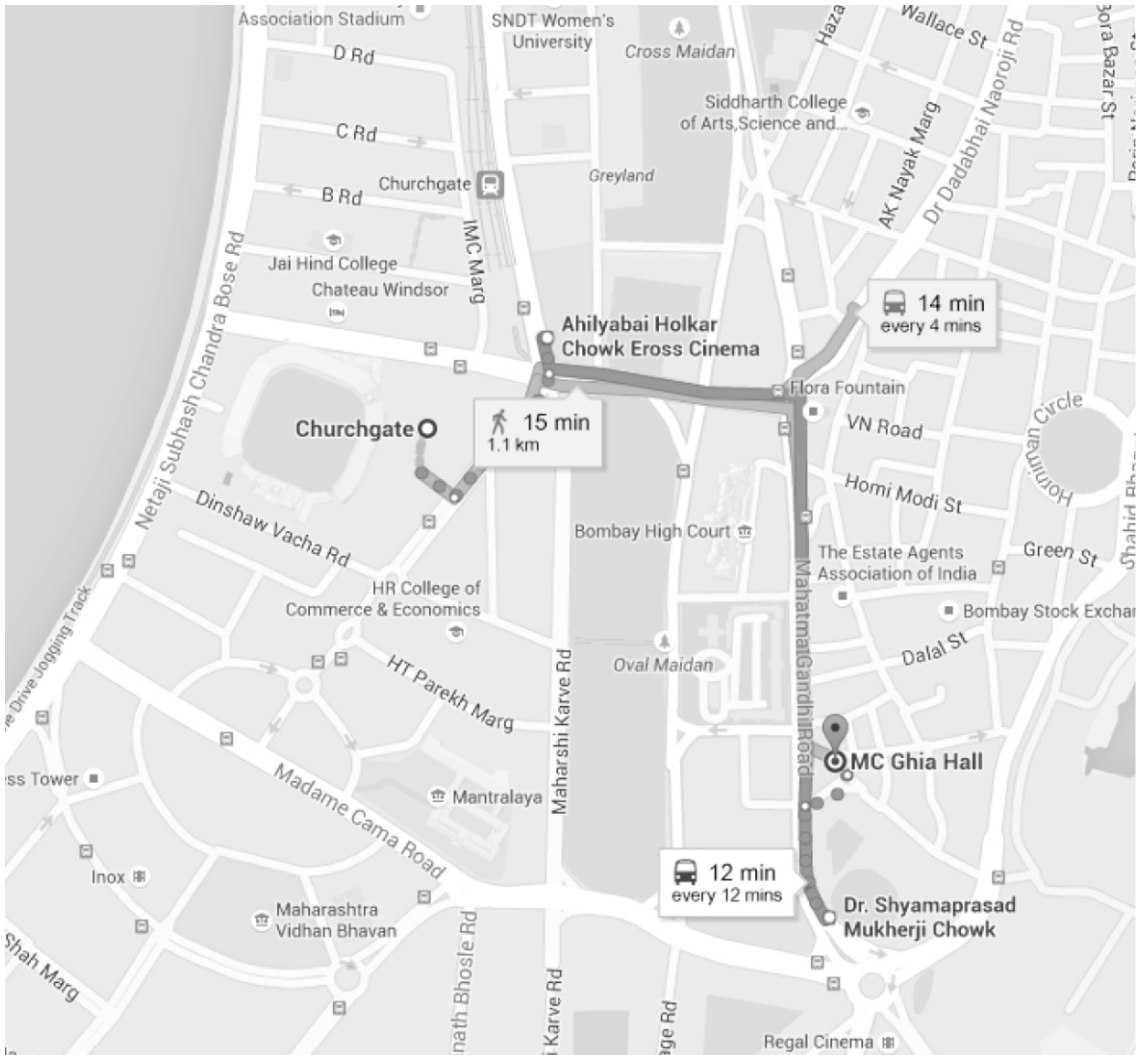 Association Stadium
SNDT Women's
University
Cross Maidan
Wallace St
Bora Bazar St
D Rd
Siddharth College
of Arts,Science and...
AK Nayak Marg
Dr Dadabhai Naoroji Rd
C Rd
Greyland
Churchgate
B Rd
IMC Marg
Jai Hind College
Chateau Windsor
Netaji Subhash Chandra Bose Rd
14 min
every 4 mins
Ahilyabai Holkar
Chowk Eross Cinema
Flora Fountain
VN Road
Horniman Circle
15 min
1.1 km
Churchgate
Homi Modi St
Dinshaw Vacha Rd
Bombay High Court
The Estate Agents
Association of India
Green St
HR College of
Commerce & Economics
Bombay Stock Exchar
Drive Jogging Track
Oval Maidan
Dalal St
HT Parekh Marg
Mahatma Gandhi Road
Maharshi Karve Rd
MC Ghia Hall
ess Tower
Mantralaya
Madame Cama Road
12 min
every 12 mins
Inox
Maharashtra
Vidhan Bhavan
Dr. Shyamaprasad
Mukherji Chowk
Shah Marg
nath Bhosle Rd
i Karve Rd
age Rd
Regal Cinema